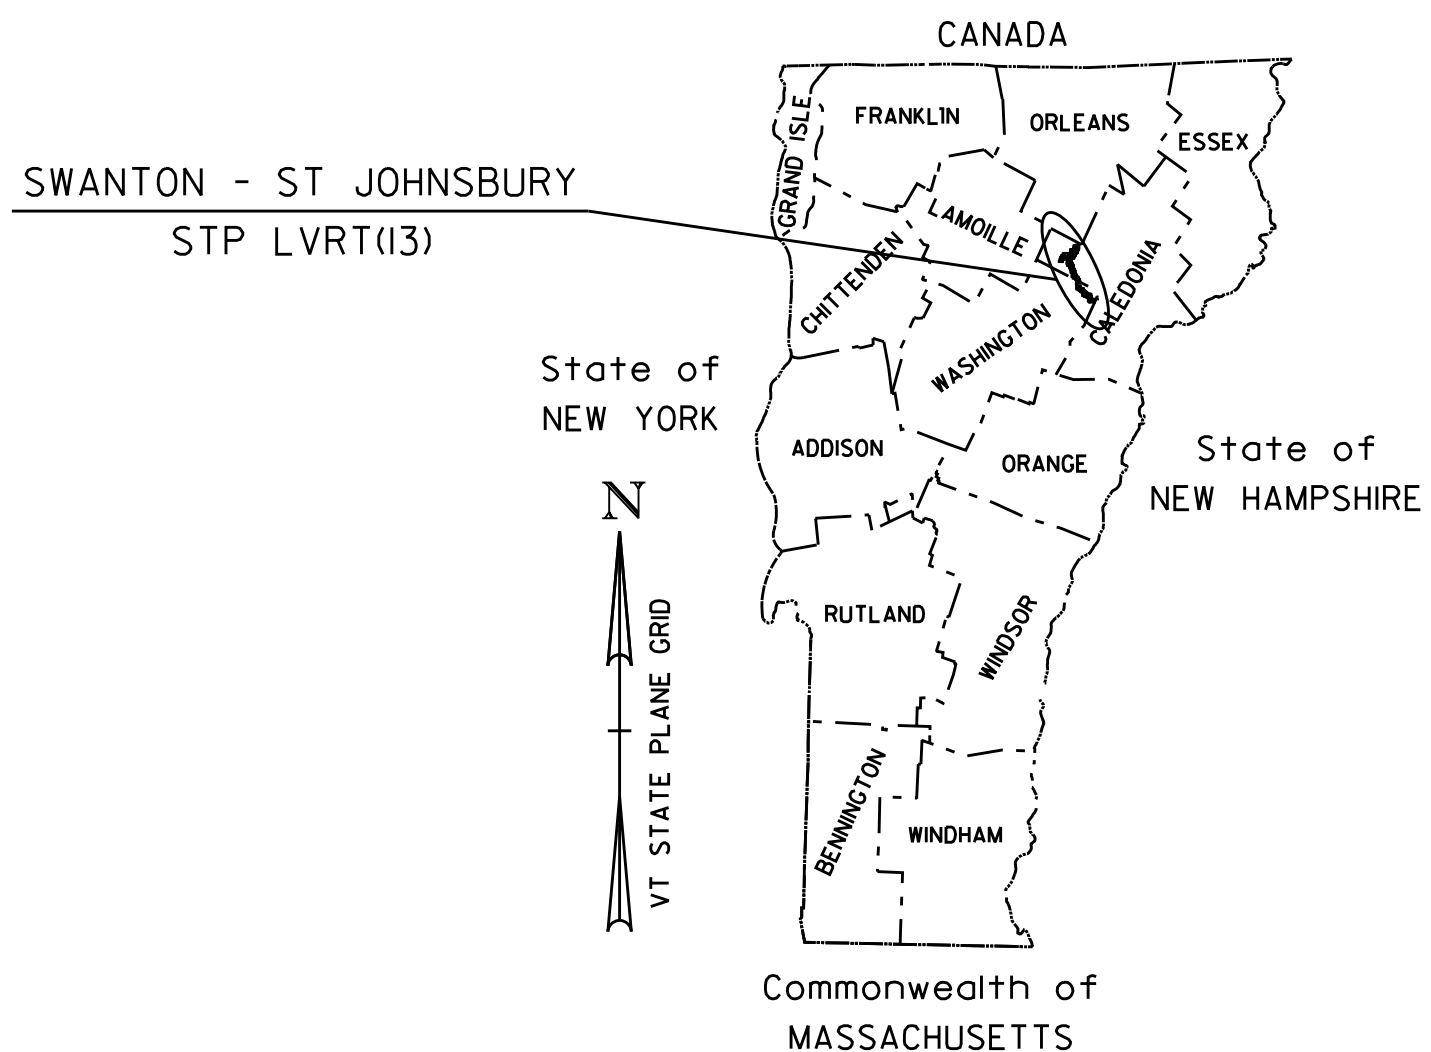 CANADA
FRANKLIN
ORLEANS
ESSEX
GRAND ISLE
SWANTON - ST JOHNSBURY
STP LVRT(13)
LAMOILLE
CHITTENDEN
CALEDONIA
WASHINGTON
State of
NEW YORK
ADDISON
ORANGE
State of
NEW HAMPSHIRE
N
VT STATE PLANE GRID
RUTLAND
WINDSOR
BENNINGTON
WINDHAM
Commonwealth of
MASSACHUSETTS